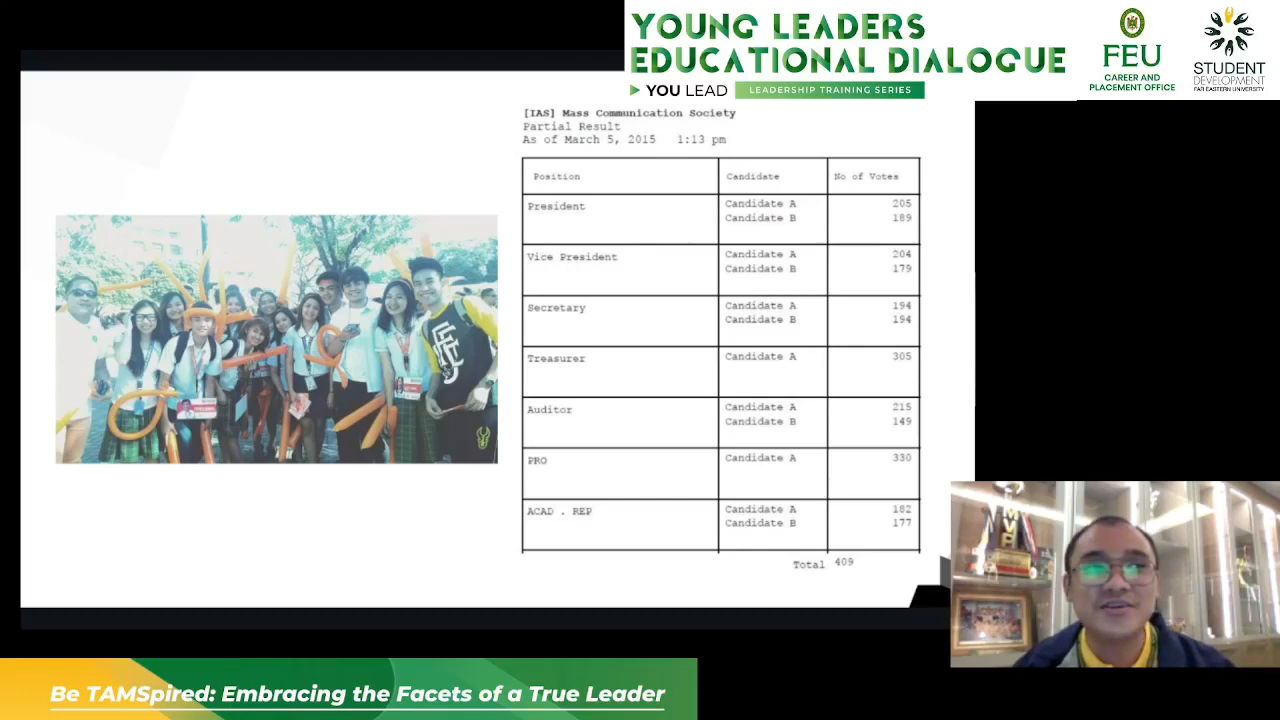 YOUNG LEADERS
EDUCATIONAL DIALOGUE
YOU LEAD LEADERSHIP TRAINING SERIES
FEU
CAREER AND
PLACEMENT OFFICE
STUDENT
DEVELOPMENT
FAR EASTERN UNIVERSITY
[IAS] Mass Communication Society
Partial Result
As of March 5, 2015 1:13 pm
Position Candidate No of Votes
President Candidate A 205
Candidate B 189
Vice President Candidate A 204
Candidate B 179
Secretary Candidate A 194
Candidate B 194
Treasurer Candidate A 305
Auditor Candidate A 215
Candidate B 149
PRO Candidate A 330
ACAD . REP Candidate A 182
Candidate B 177
Total 409
MVP
Be TAMSpired: Embracing the Facets of a True Leader